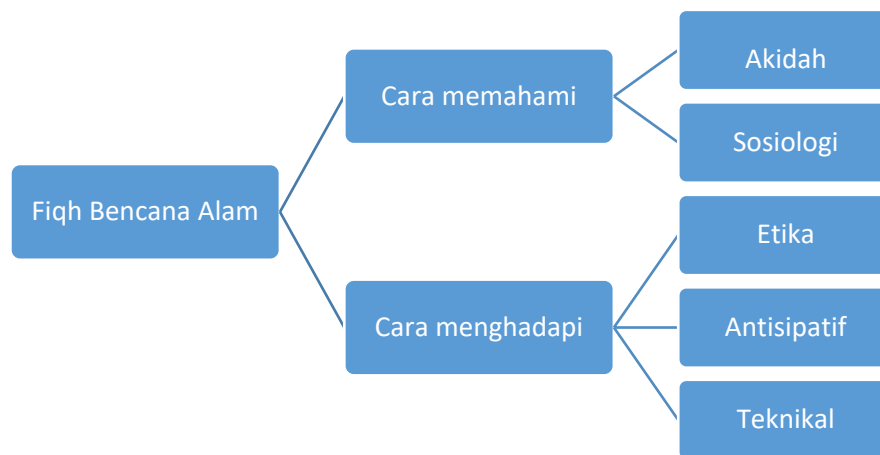 Fiqh Bencana Alam
Cara memahami
Akidah
Sosiologi
Cara menghadapi
Etika
Antisipatif
Teknikal